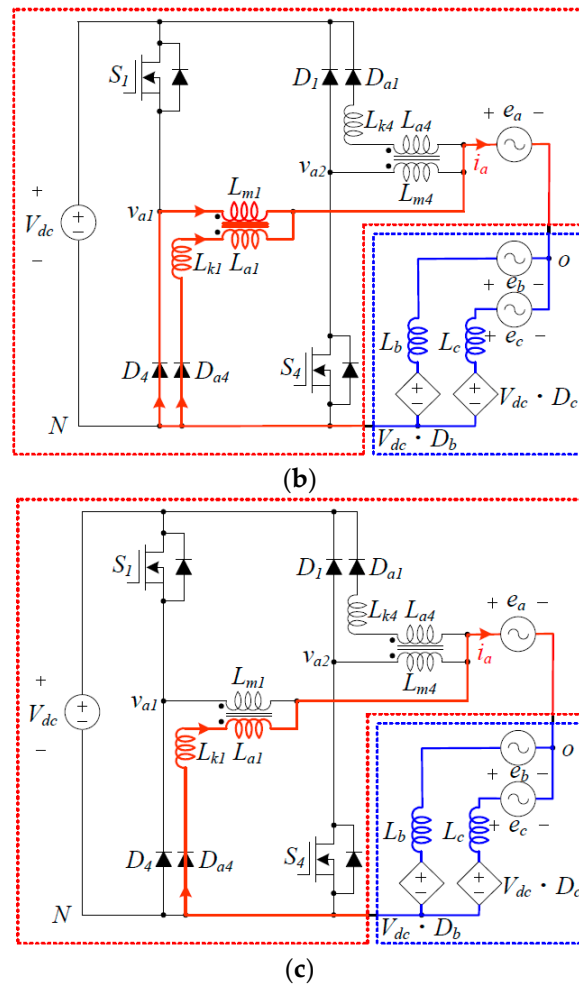 S1
D1
Da1
Lk4
La4
+
ea
−
va2
Lm4
ia
Lm1
+
Vdc
−
va1
Lk1
La1
o
+
eb
−
+
ec
−
Lb
Lc
D4
Da4
S4
N
Vdc · Db
Vdc · Dc
(b)
S1
D1
Da1
Lk4
La4
+
ea
−
va2
Lm4
ia
Lm1
+
Vdc
−
va1
Lk1
La1
o
+
eb
−
+
ec
−
Lb
Lc
D4
Da4
S4
N
Vdc · Db
Vdc · Dc
(c)